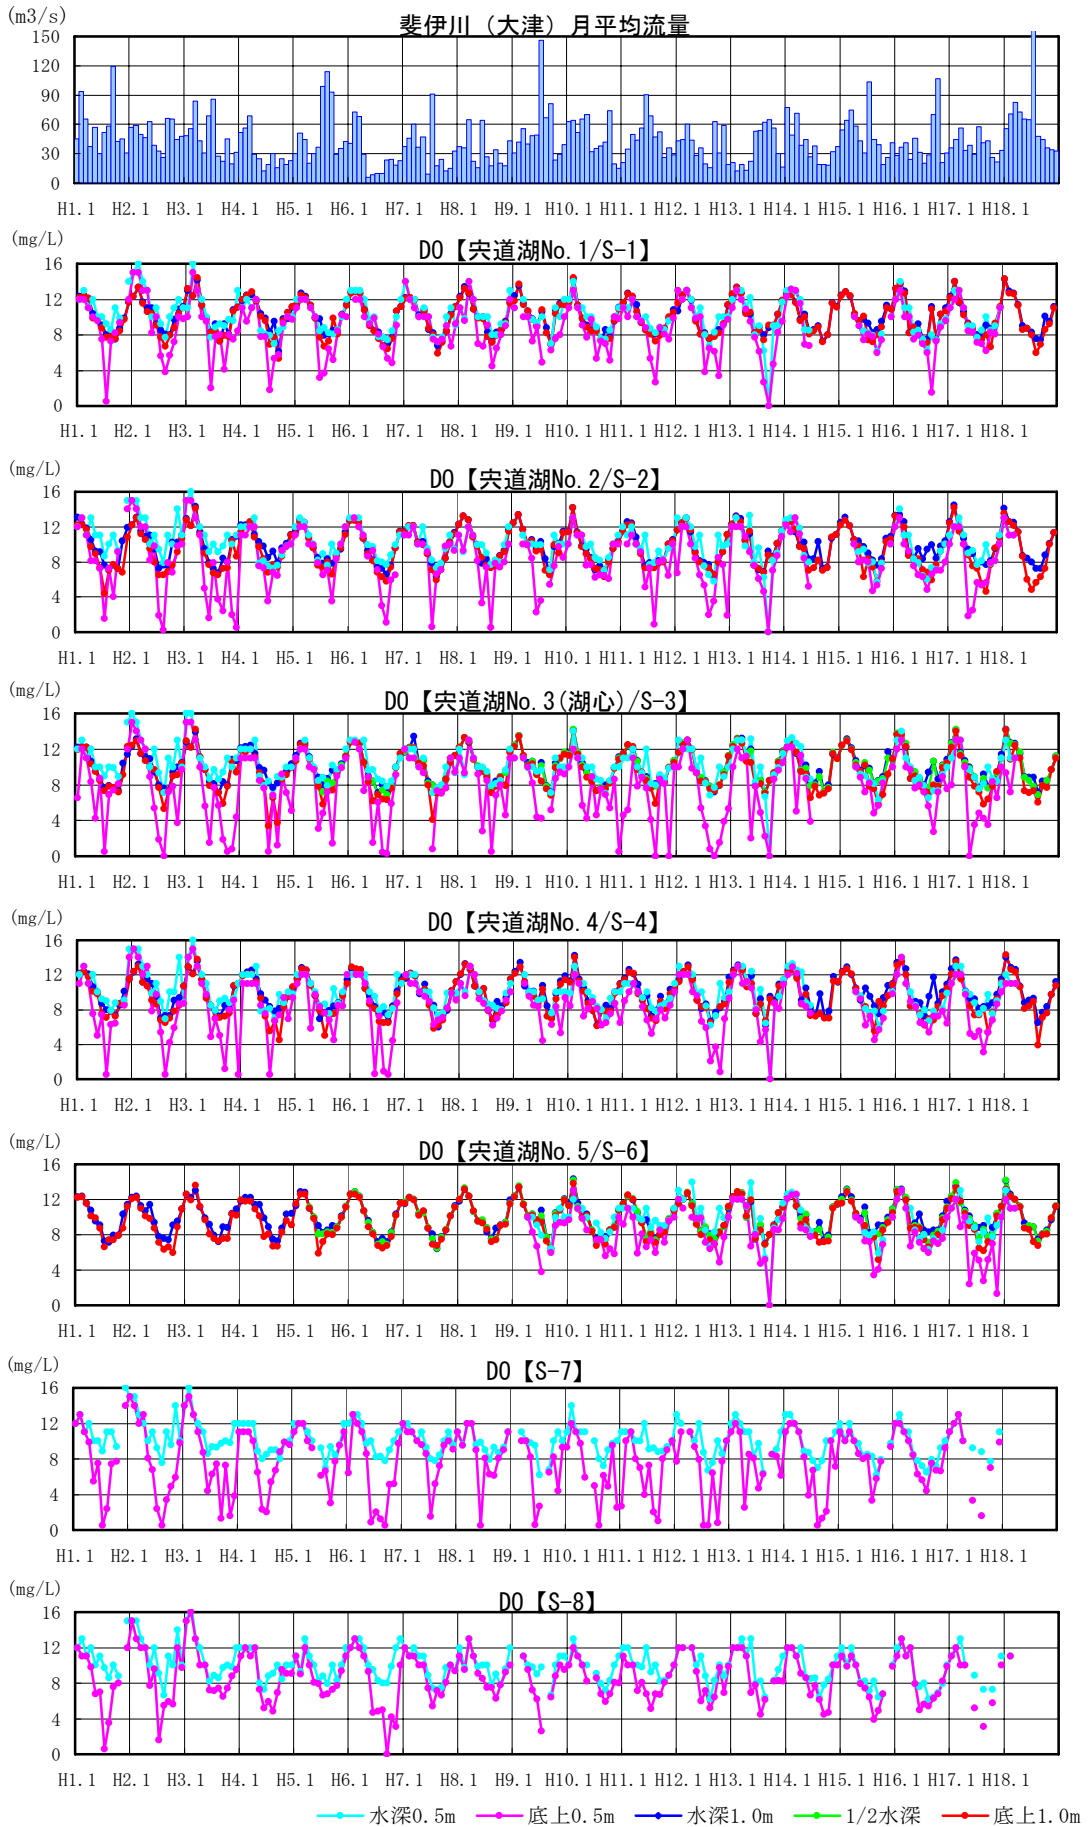 (m3/s)
斐伊川（大津）月平均流量
150
120
90
60
30
0
H1.1 H2.1 H3.1 H4.1 H5.1 H6.1 H7.1 H8.1 H9.1 H10.1 H11.1 H12.1 H13.1 H14.1 H15.1 H16.1 H17.1 H18.1
(mg/L)
DO【宍道湖No.1/S-1】
16
12
8
4
0
H1.1 H2.1 H3.1 H4.1 H5.1 H6.1 H7.1 H8.1 H9.1 H10.1 H11.1 H12.1 H13.1 H14.1 H15.1 H16.1 H17.1 H18.1
(mg/L)
DO【宍道湖No.2/S-2】
16
12
8
4
0
H1.1 H2.1 H3.1 H4.1 H5.1 H6.1 H7.1 H8.1 H9.1 H10.1 H11.1 H12.1 H13.1 H14.1 H15.1 H16.1 H17.1 H18.1
(mg/L)
DO【宍道湖No.3(湖心)/S-3】
16
12
8
4
0
H1.1 H2.1 H3.1 H4.1 H5.1 H6.1 H7.1 H8.1 H9.1 H10.1 H11.1 H12.1 H13.1 H14.1 H15.1 H16.1 H17.1 H18.1
(mg/L)
DO【宍道湖No.4/S-4】
16
12
8
4
0
H1.1 H2.1 H3.1 H4.1 H5.1 H6.1 H7.1 H8.1 H9.1 H10.1 H11.1 H12.1 H13.1 H14.1 H15.1 H16.1 H17.1 H18.1
(mg/L)
DO【宍道湖No.5/S-6】
16
12
8
4
0
H1.1 H2.1 H3.1 H4.1 H5.1 H6.1 H7.1 H8.1 H9.1 H10.1 H11.1 H12.1 H13.1 H14.1 H15.1 H16.1 H17.1 H18.1
(mg/L)
DO【S-7】
16
12
8
4
0
H1.1 H2.1 H3.1 H4.1 H5.1 H6.1 H7.1 H8.1 H9.1 H10.1 H11.1 H12.1 H13.1 H14.1 H15.1 H16.1 H17.1 H18.1
(mg/L)
DO【S-8】
16
12
8
4
0
H1.1 H2.1 H3.1 H4.1 H5.1 H6.1 H7.1 H8.1 H9.1 H10.1 H11.1 H12.1 H13.1 H14.1 H15.1 H16.1 H17.1 H18.1
水深0.5m 底上0.5m 水深1.0m 1/2水深 底上1.0m